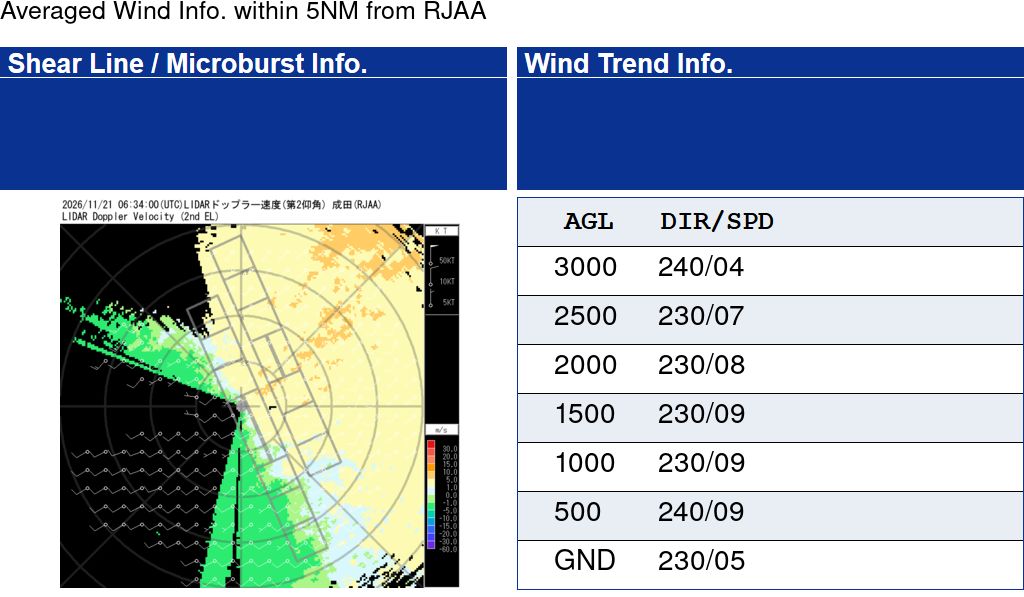 Averaged Wind Info. within 5NM from RJAA
Shear Line / Microburst Info.
Wind Trend Info.
2026/11/21 06:34:00(UTC)LIDARドップラー速度(第2仰角) 成田(RJAA)
LIDAR Doppler Velocity (2nd EL)
K T
50KT
10KT
5KT
m/s
30.0
20.0
15.0
10.0
5.0
1.0
0.0
-1.0
-5.0
-10.0
-15.0
-20.0
-30.0
-60.0
AGL DIR/SPD
3000 240/04
2500 230/07
2000 230/08
1500 230/09
1000 230/09
500 240/09
GND 230/05